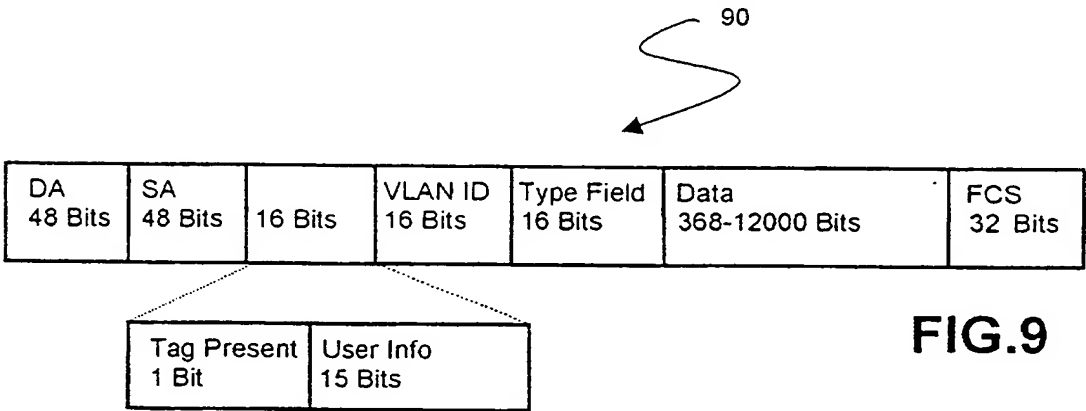 90
DA
48 Bits
SA
48 Bits
16 Bits
VLAN ID
16 Bits
Type Field
16 Bits
Data
368-12000 Bits
FCS
32 Bits
Tag Present
1 Bit
User Info
15 Bits
FIG.9